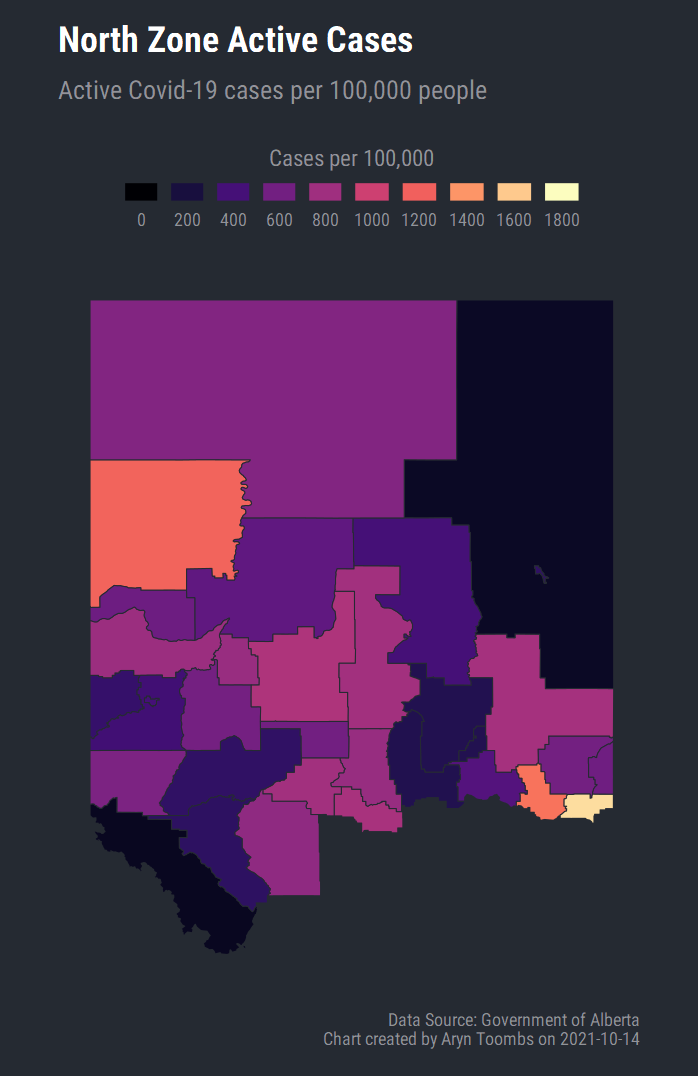 North Zone Active Cases
Active Covid-19 cases per 100,000 people
Cases per 100,000
0 200 400 600 800 1000 1200 1400 1600 1800
Data Source: Government of Alberta
Chart created by Aryn Toombs on 2021-10-14